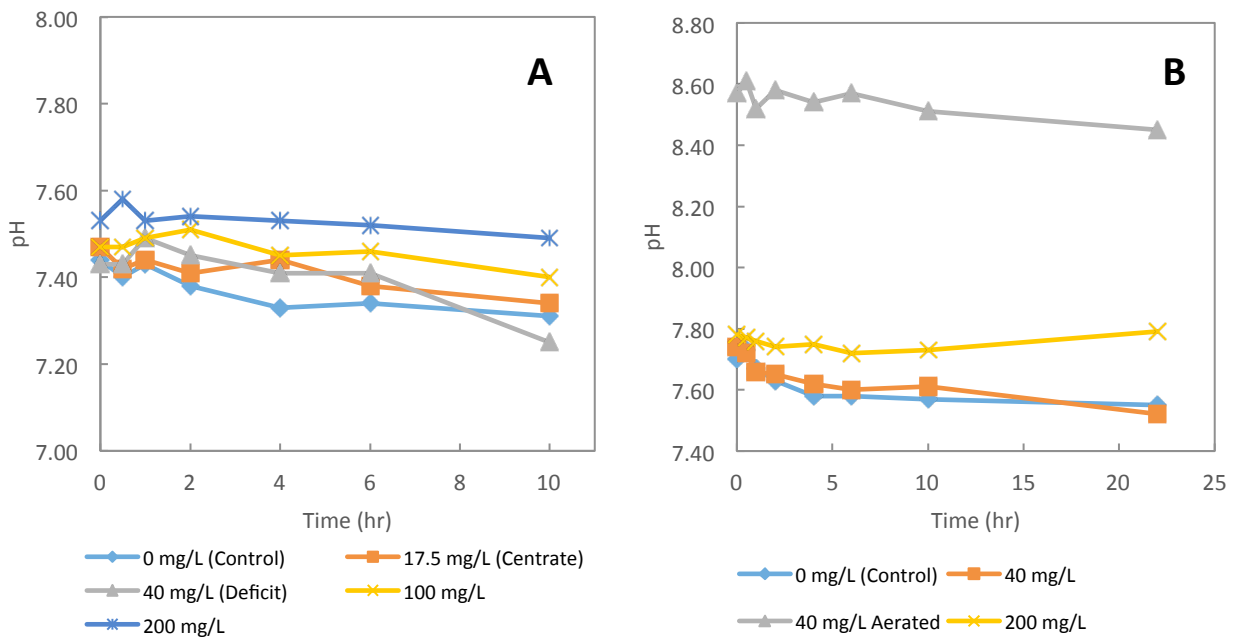 A
pH
8.00
7.80
7.60
7.40
7.20
7.00
0 2 4 6 8 10
Time (hr)
0 mg/L (Control) 17.5 mg/L (Centrate)
40 mg/L (Deficit) 100 mg/L
200 mg/L
B
pH
8.80
8.60
8.40
8.20
8.00
7.80
7.60
7.40
0 5 10 15 20 25
Time (hr)
0 mg/L (Control) 40 mg/L
40 mg/L Aerated 200 mg/L